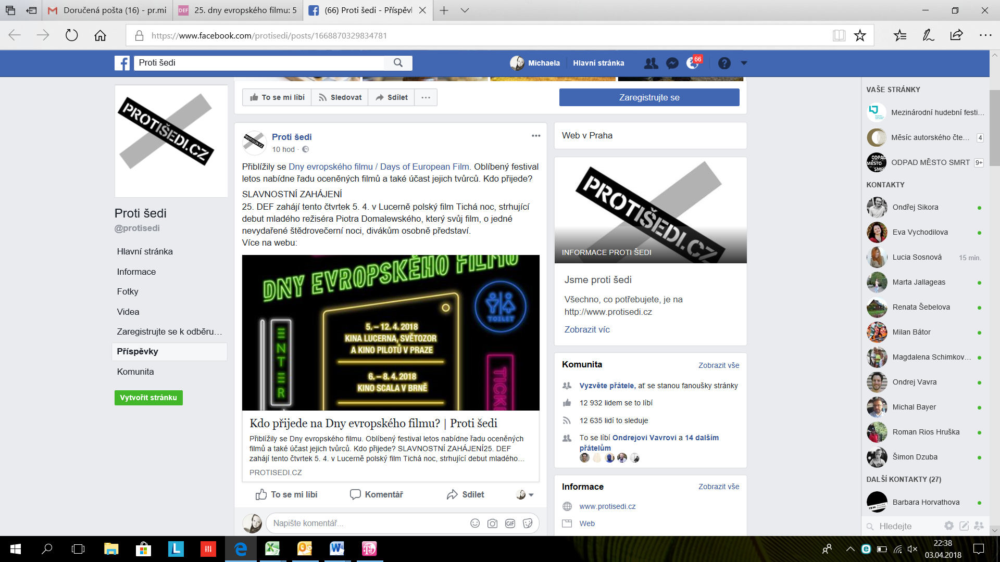 Doručená pošta (16) - pr.mi
DEF
25. dny evropského filmu: 5
(66) Proti šedi - Příspěvk
https://www.facebook.com/protisedi/posts/1668870329834781
Proti šedi
Michaela
Hlavní stránka
66
PROTIŠEDI.CZ
Proti šedi
@protisedi
Hlavní stránka
Informace
Fotky
Videa
Zaregistrujte se k odběru…
Příspěvky
Komunita
Vytvořit stránku
To se mi líbí
Sledovat
Sdílet
Zaregistrujte se
PROTIŠEDI.CZ
Proti šedi
10 hod
Přiblížily se Dny evropského filmu / Days of European Film. Oblíbený festival
letos nabídne řadu oceněných filmů a také účast jejich tvůrců. Kdo přijede?
SLAVNOSTNÍ ZAHÁJENÍ
25. DEF zahájí tento čtvrtek 5. 4. v Lucerně polský film Tichá noc, strhující
debut mladého režiséra Piotra Domalewského, který svůj film, o jedné
nevydařené štědrovečerní noci, divákům osobně představí.
Více na webu:
DNY EVROPSKÉHO FILMU
ENTER
5. – 12. 4. 2018
KINA LUCERNA, SVĚTOZOR
A KINO PILOTŮ V PRAZE
6. – 8. 4. 2018
KINO SCALA V BRNĚ
TOILET
TICKE
Kdo přijede na Dny evropského filmu? | Proti šedi
Přiblížily se Dny evropského filmu. Oblíbený festival letos nabídne řadu oceněných
filmů a také účast jejich tvůrců. Kdo přijede? SLAVNOSTNÍ ZAHÁJENÍ25. DEF
zahájí tento čtvrtek 5. 4. v Lucerně polský film Tichá noc, strhující debut mladého…
PROTISEDI.CZ
To se mi líbí
Komentář
Sdílet
Napište komentář...
GIF
Web v Praha
PROTIŠEDI.CZ
INFORMACE PROTI ŠEDI
Jsme proti šedi
Všechno, co potřebujete, je na
http://www.protisedi.cz
Zobrazit víc
Komunita
Zobrazit vše
Vyzvěte přátele, ať se stanou fanoušky stránky
12 932 lidem se to líbí
12 635 lidí to sleduje
To se líbí Ondrejovi Vavrovi a 14 dalším
přátelům
Informace
Zobrazit vše
www.protisedi.cz
Web
VAŠE STRÁNKY
Mezinárodní hudební festi…
Měsíc autorského čte…
4
ODPAD MĚSTO SMRT
ODPAD MĚSTO SMRT
9+
KONTAKTY
Ondřej Sikora
Eva Vychodilova
Lucia Sosnová
15 min.
Marta Jallageas
Renata Šebelova
Milan Bátor
Magdalena Schimkov…
Ondrej Vavra
Michal Bayer
Roman Rios Hruška
Šimon Dzuba
DALŠÍ KONTAKTY (27)
Barbara Horvathova
Hledejte
22:38
03.04.2018